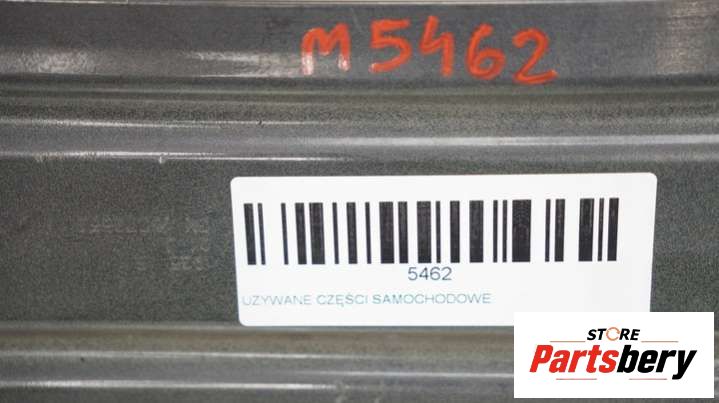 M5462
5462
UZYWANE CZĘŚCI SAMOCHODOWE
STORE
Partsbery